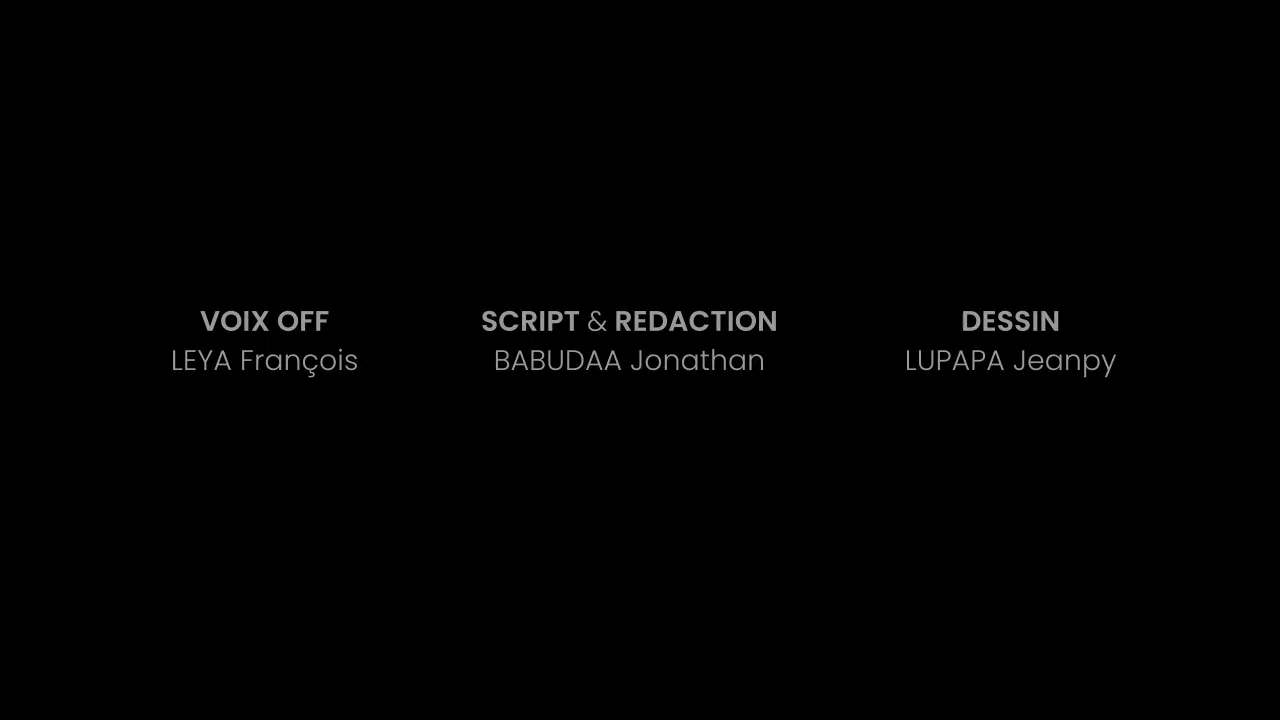 VOIX OFF
LEYA François
SCRIPT & REDACTION
BABUDAA Jonathan
DESSIN
LUPAPA Jeanpy